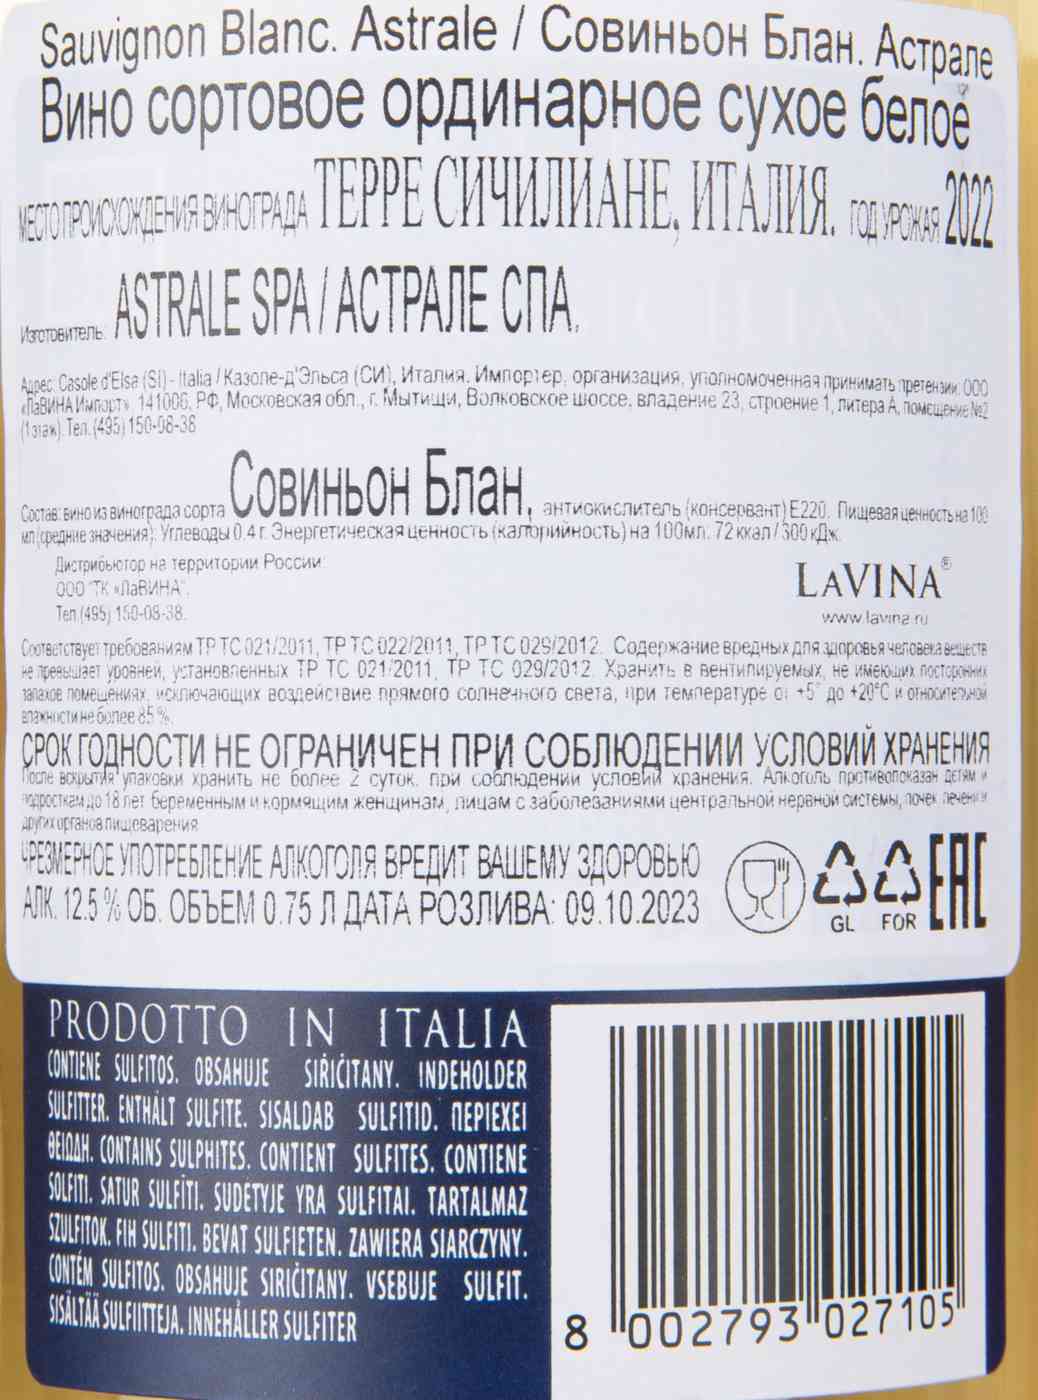 Sauvignon Blanc. Astrale / Совиньон Блан. Астрале
Вино сортовое ординарное сухое белое
МЕСТО ПРОИСХОЖДЕНИЯ ВИНОГРАДА ТЕРРЕ СИЧИЛИАНЕ, ИТАЛИЯ. ГОД УРОЖАЯ 2022
Изготовитель: ASTRALE SPA / АСТРАЛЕ СПА,
Адрес: Casole d'Elsa (SI) - Italia / Казоле-д'Эльса (СИ), Италия. Импортер, организация, уполномоченная принимать претензии: ООО
«ЛаВИНА Импорт» 141006, РФ, Московская обл., г. Мытищи, Волковское шоссе, владение 23, строение 1, литера А, помещение №2
(1 этаж). Тел. (495) 150-08-38
Состав: вино из винограда сорта Совиньон Блан, антиокислитель (консервант) Е220. Пищевая ценность на 100
мл (средние значения): Углеводы 0.4 г. Энергетическая ценность (калорийность) на 100мл: 72 ккал / 300 кДж.
Дистрибьютор на территории России:
ООО "ТК «ЛаВИНА".
Тел (495) 150-08-38.
LAVINA®
www.lavina.ru
Соответствует требованиям ТР ТС 021/2011, ТР ТС 022/2011, ТР ТС 029/2012. Содержание вредных для здоровья человека веществ
не превышает уровней, установленных ТР ТС 021/2011, ТР ТС 029/2012. Хранить в вентилируемых, не имеющих посторонних
запахов помещениях, исключающих воздействие прямого солнечного света, при температуре от +5° до +20°С и относительной
влажности не более 85 %.
СРОК ГОДНОСТИ НЕ ОГРАНИЧЕН ПРИ СОБЛЮДЕНИИ УСЛОВИЙ ХРАНЕНИЯ
После вскрытия упаковки хранить не более 2 суток, при соблюдении условий хранения. Алкоголь противопоказан детям и
подросткам до 18 лет беременным и кормящим женщинам, лицам с заболеваниями центральной нервной системы, почек, печени и
других органов пищеварения
ЧРЕЗМЕРНОЕ УПОТРЕБЛЕНИЕ АЛКОГОЛЯ ВРЕДИТ ВАШЕМУ ЗДОРОВЬЮ
АЛК. 12.5 % ОБ. ОБЪЕМ 0.75 Л ДАТА РОЗЛИВА: 09.10.2023
GL FOR EAC
PRODOTTO IN ITALIA
CONTIENE SULFITOS. OBSAHUJE SIŘIČITANY. INDEHOLDER
SULFITTER. ENTHÄLT SULFITE. SISALDAB SULFITID. ΠΕΡΙΕΧΕΙ
ΘΕΙΩΔΗ. CONTAINS SULPHITES. CONTIENT SULFITES. CONTIENE
SOLFITI. SATUR SULFĪTI. SUDĖTYJE YRA SULFITAI. TARTALMAZ
SZULFITOK. FIH SULFITI. BEVAT SULFIETEN. ZAWIERA SIARCZYNY.
CONTÉM SULFITOS. OBSAHUJE SIRIČITANY. VSEBUJE SULFIT.
SISÄLTÄÄ SULFIITTEJA. INNEHÅLLER SULFITER
8 002793 027105